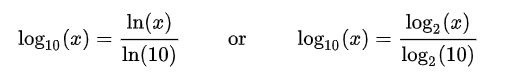 log₁₀(x) = ln(x) / ln(10) or log₁₀(x) = log₂(x) / log₂(10)